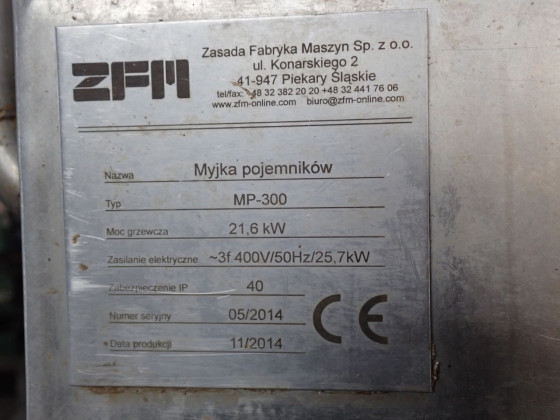 ZFM
Zasada Fabryka Maszyn Sp. z o.o.
ul. Konarskiego 2
41-947 Piekary Śląskie
tel/fax: +48 32 382 20 20 +48 32 441 76 06
www.zfm-online.com biuro@zfm-online.com
Nazwa Myjka pojemników
Typ MP-300
Moc grzewcza 21,6 kW
Zasilanie elektryczne ~3f 400V/50Hz/25,7kW
Zabezpieczenie IP 40
Numer seryjny 05/2014
Data produkcji 11/2014
CE